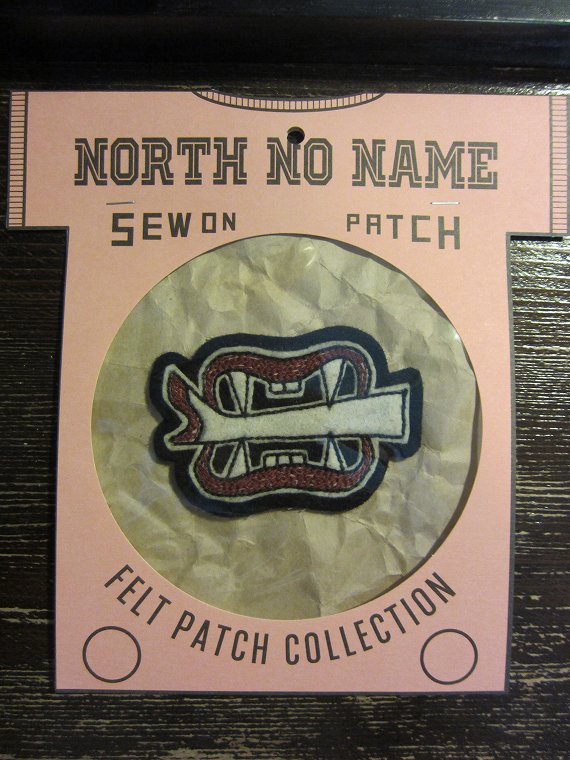 NORTH NO NAME
SEW ON PATCH
FELT PATCH COLLECTION